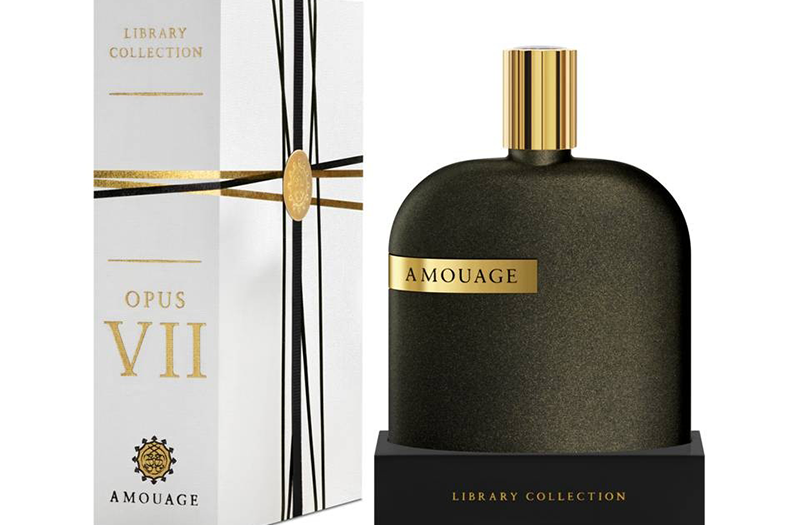 LIBRARY
COLLECTION
OPUS
VII
AMOUAGE
AMOUAGE
LIBRARY COLLECTION